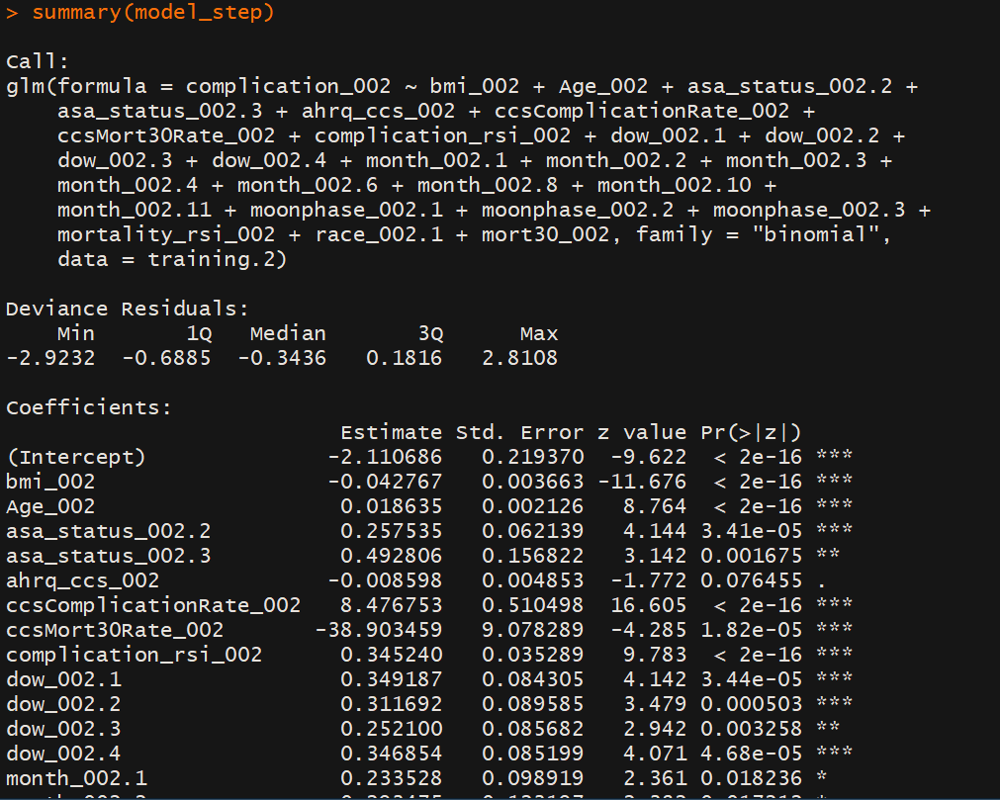 > summary(model_step)
Call:
glm(formula = complication_002 ~ bmi_002 + Age_002 + asa_status_002.2 +
asa_status_002.3 + ahrq_ccs_002 + ccsComplicationRate_002 +
ccsMort30Rate_002 + complication_rsi_002 + dow_002.1 + dow_002.2 +
dow_002.3 + dow_002.4 + month_002.1 + month_002.2 + month_002.3 +
month_002.4 + month_002.6 + month_002.8 + month_002.10 +
month_002.11 + moonphase_002.1 + moonphase_002.2 + moonphase_002.3 +
mortality_rsi_002 + race_002.1 + mort30_002, family = "binomial",
data = training.2)
Deviance Residuals:
Min 1Q Median 3Q Max
-2.9232 -0.6885 -0.3436 0.1816 2.8108
Coefficients:
Estimate Std. Error z value Pr(>|z|)
(Intercept) -2.110686 0.219370 -9.622 < 2e-16 ***
bmi_002 -0.042767 0.003663 -11.676 < 2e-16 ***
Age_002 0.018635 0.002126 8.764 < 2e-16 ***
asa_status_002.2 0.257535 0.062139 4.144 3.41e-05 ***
asa_status_002.3 0.492806 0.156822 3.142 0.001675 **
ahrq_ccs_002 -0.008598 0.004853 -1.772 0.076455 .
ccsComplicationRate_002 8.476753 0.510498 16.605 < 2e-16 ***
ccsMort30Rate_002 -38.903459 9.078289 -4.285 1.82e-05 ***
complication_rsi_002 0.345240 0.035289 9.783 < 2e-16 ***
dow_002.1 0.349187 0.084305 4.142 3.44e-05 ***
dow_002.2 0.311692 0.089585 3.479 0.000503 ***
dow_002.3 0.252100 0.085682 2.942 0.003258 **
dow_002.4 0.346854 0.085199 4.071 4.68e-05 ***
month_002.1 0.233528 0.098919 2.361 0.018236 *